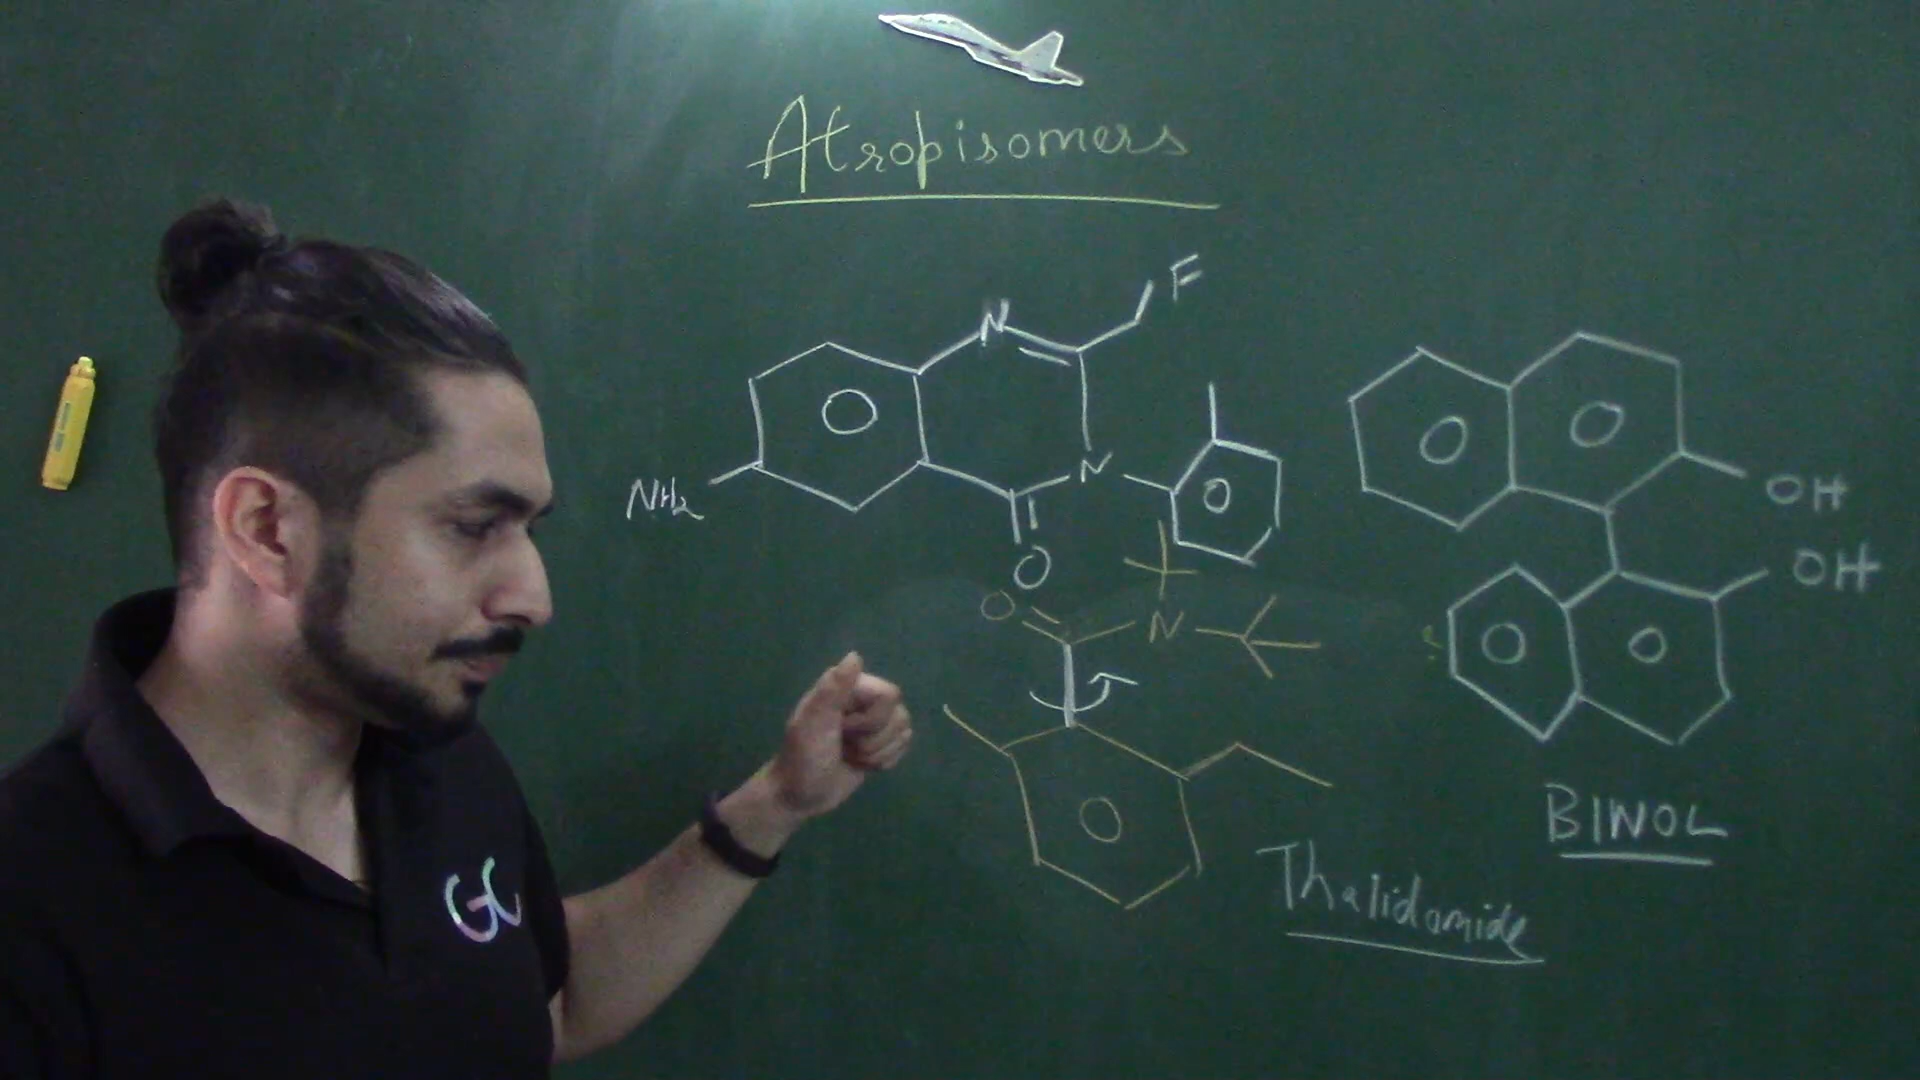 Atropisomers
F
N
N
NH2
O
OH
OH
O
N
BINOL
Thalidomide
GC